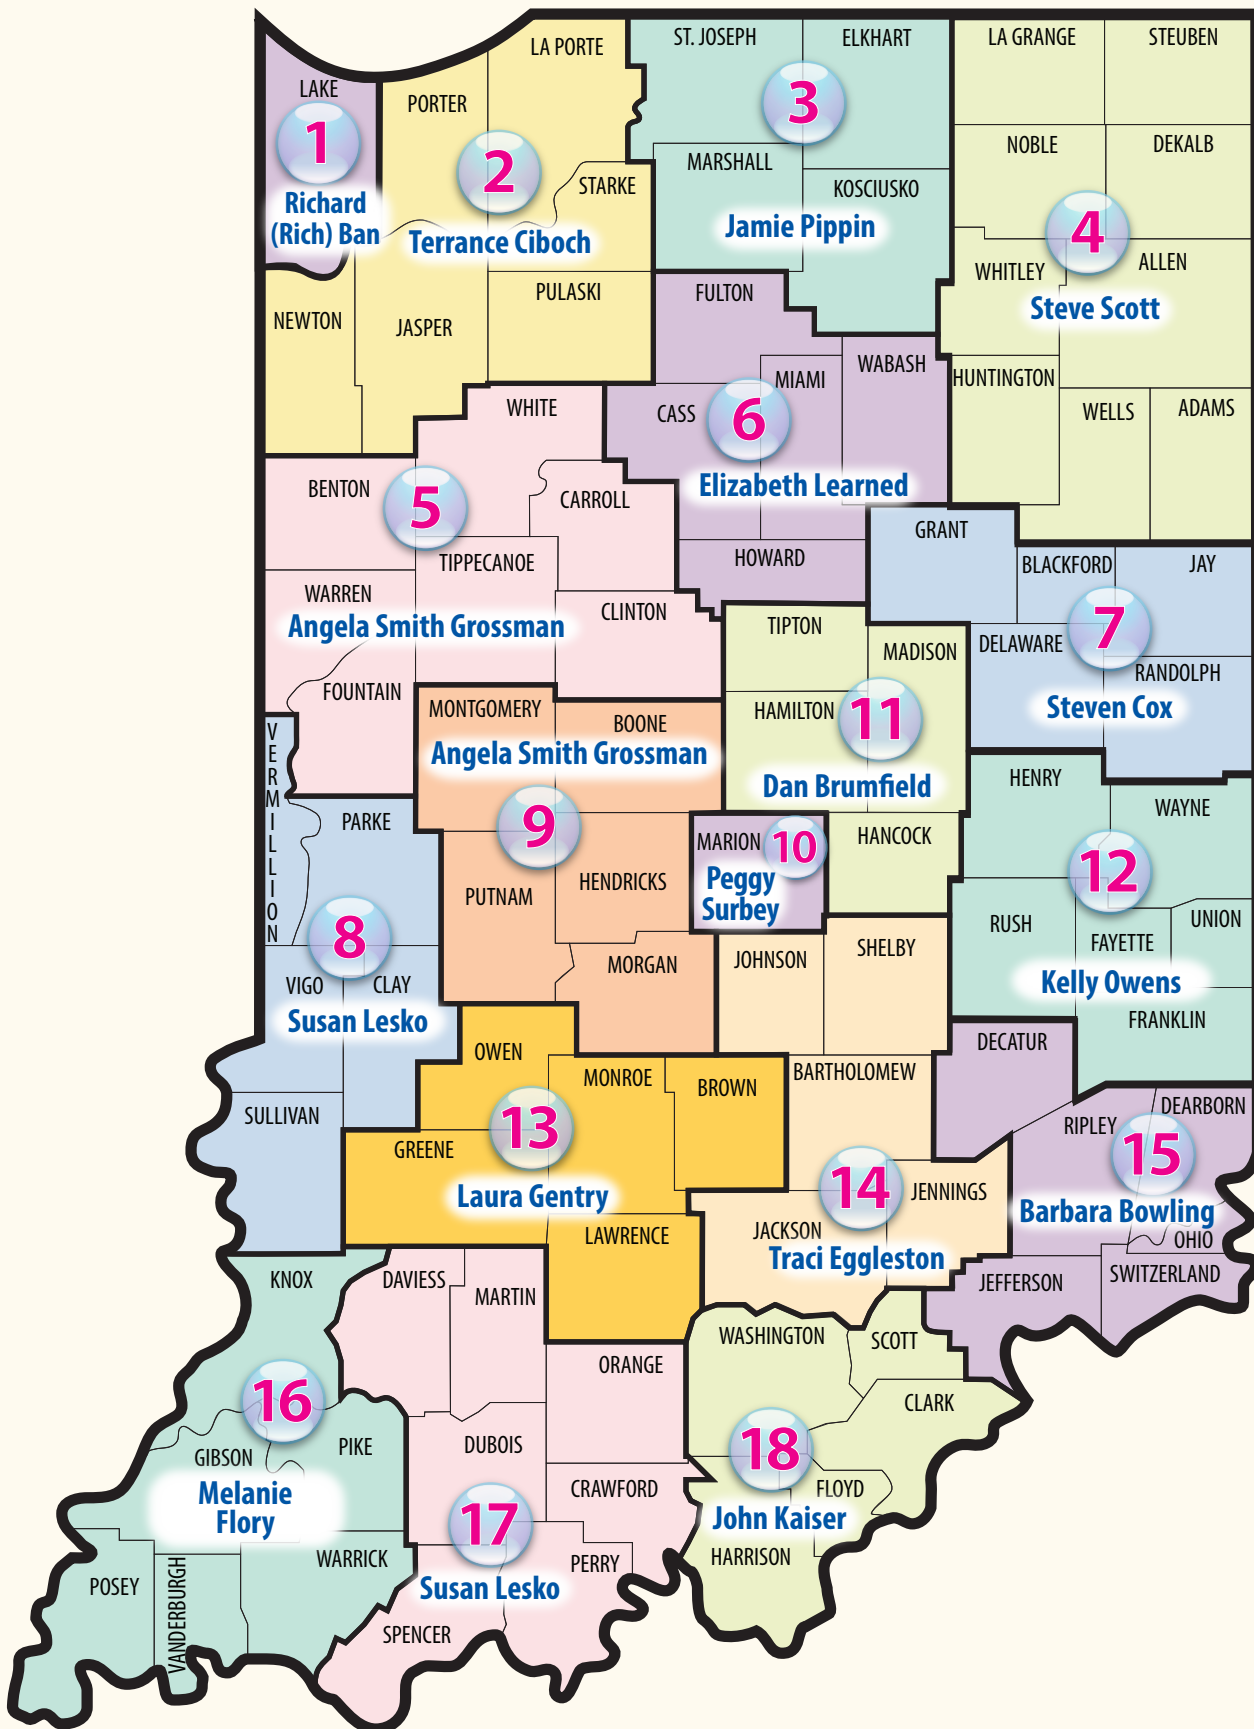 LA PORTE
ST. JOSEPH
ELKHART
LA GRANGE
STEUBEN
LAKE
PORTER
1
2
3
4
NOBLE
DEKALB
MARSHALL
STARKE
KOSCIUSKO
Richard
(Rich) Ban
Terrance Ciboch
Jamie Pippin
WHITLEY
ALLEN
Steve Scott
NEWTON
JASPER
PULASKI
FULTON
MIAMI
WABASH
HUNTINGTON
WELLS
ADAMS
WHITE
CASS
6
Elizabeth Learned
BENTON
5
CARROLL
GRANT
TIPPECANOE
HOWARD
BLACKFORD
JAY
WARREN
Angela Smith Grossman
CLINTON
TIPTON
MADISON
DELAWARE
7
RANDOLPH
Steven Cox
FOUNTAIN
MONTGOMERY
BOONE
HAMILTON
11
Angela Smith Grossman
Dan Brumfield
HENRY
WAYNE
VERMILLION
PARKE
9
MARION
10
HANCOCK
12
Peggy
Surbey
PUTNAM
HENDRICKS
RUSH
FAYETTE
UNION
8
VIGO
CLAY
MORGAN
JOHNSON
SHELBY
Kelly Owens
Susan Lesko
FRANKLIN
OWEN
DECATUR
MONROE
BROWN
BARTHOLOMEW
SULLIVAN
13
GREENE
RIPLEY
DEARBORN
15
Laura Gentry
14
JENNINGS
Barbara Bowling
LAWRENCE
JACKSON
Traci Eggleston
OHIO
KNOX
DAVIESS
MARTIN
JEFFERSON
SWITZERLAND
WASHINGTON
SCOTT
ORANGE
16
CLARK
GIBSON
PIKE
DUBOIS
18
Melanie
Flory
CRAWFORD
FLOYD
17
John Kaiser
POSEY
VANDERBURGH
WARRICK
PERRY
HARRISON
Susan Lesko
SPENCER